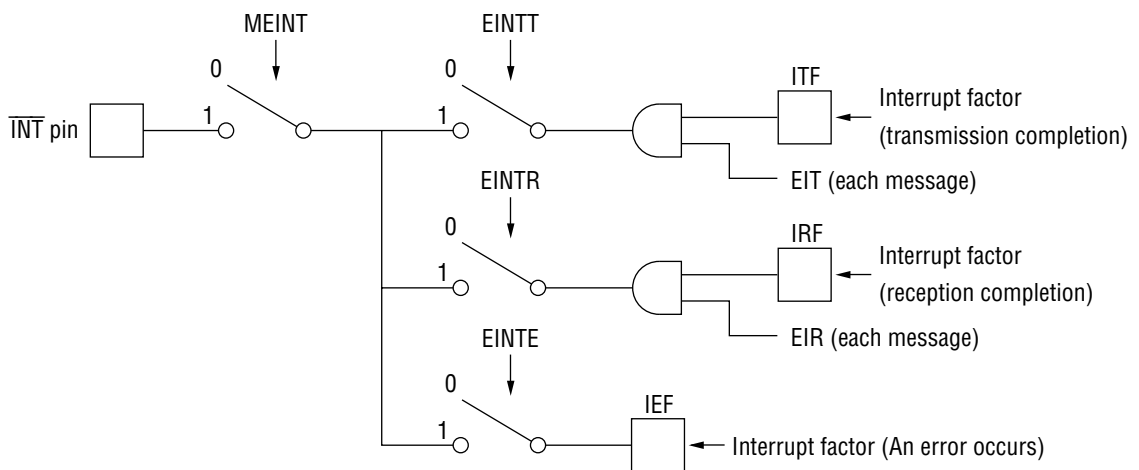 MEINT
EINTT
0
1
0
1
ITF
Interrupt factor
(transmission completion)
INT pin
EIT (each message)
EINTR
0
1
IRF
Interrupt factor
(reception completion)
EIR (each message)
EINTE
0
1
IEF
Interrupt factor (An error occurs)